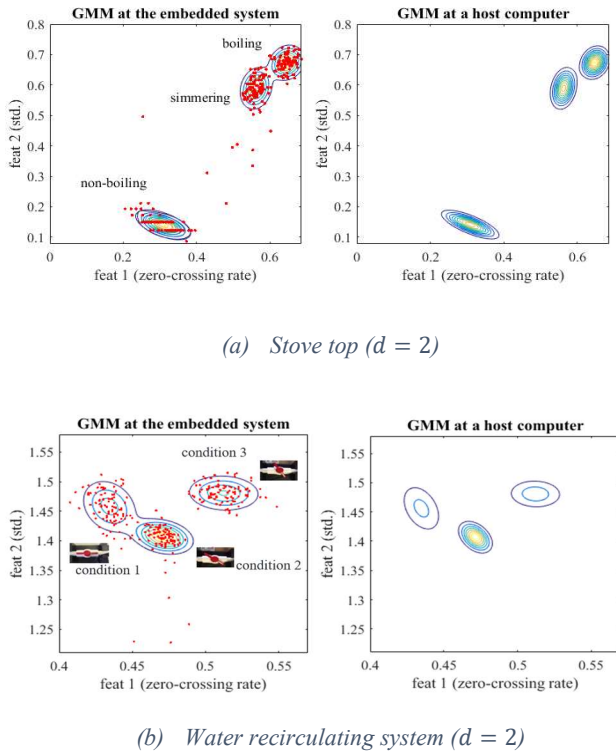 GMM at the embedded system
GMM at a host computer
0.8
0.7
0.6
0.5
0.4
0.3
0.2
0.1
feat 2 (std.)
boiling
simmering
non-boiling
0
0.2
0.4
0.6
feat 1 (zero-crossing rate)
0.8
0.7
0.6
0.5
0.4
0.3
0.2
0.1
feat 2 (std.)
0
0.2
0.4
0.6
feat 1 (zero-crossing rate)
(a) Stove top (d = 2)
GMM at the embedded system
GMM at a host computer
1.55
1.5
1.45
1.4
1.35
1.3
1.25
feat 2 (std.)
condition 3
condition 1
condition 2
0.4
0.45
0.5
0.55
feat 1 (zero-crossing rate)
1.55
1.5
1.45
1.4
1.35
1.3
1.25
feat 2 (std.)
0.4
0.45
0.5
0.55
feat 1 (zero-crossing rate)
(b) Water recirculating system (d = 2)